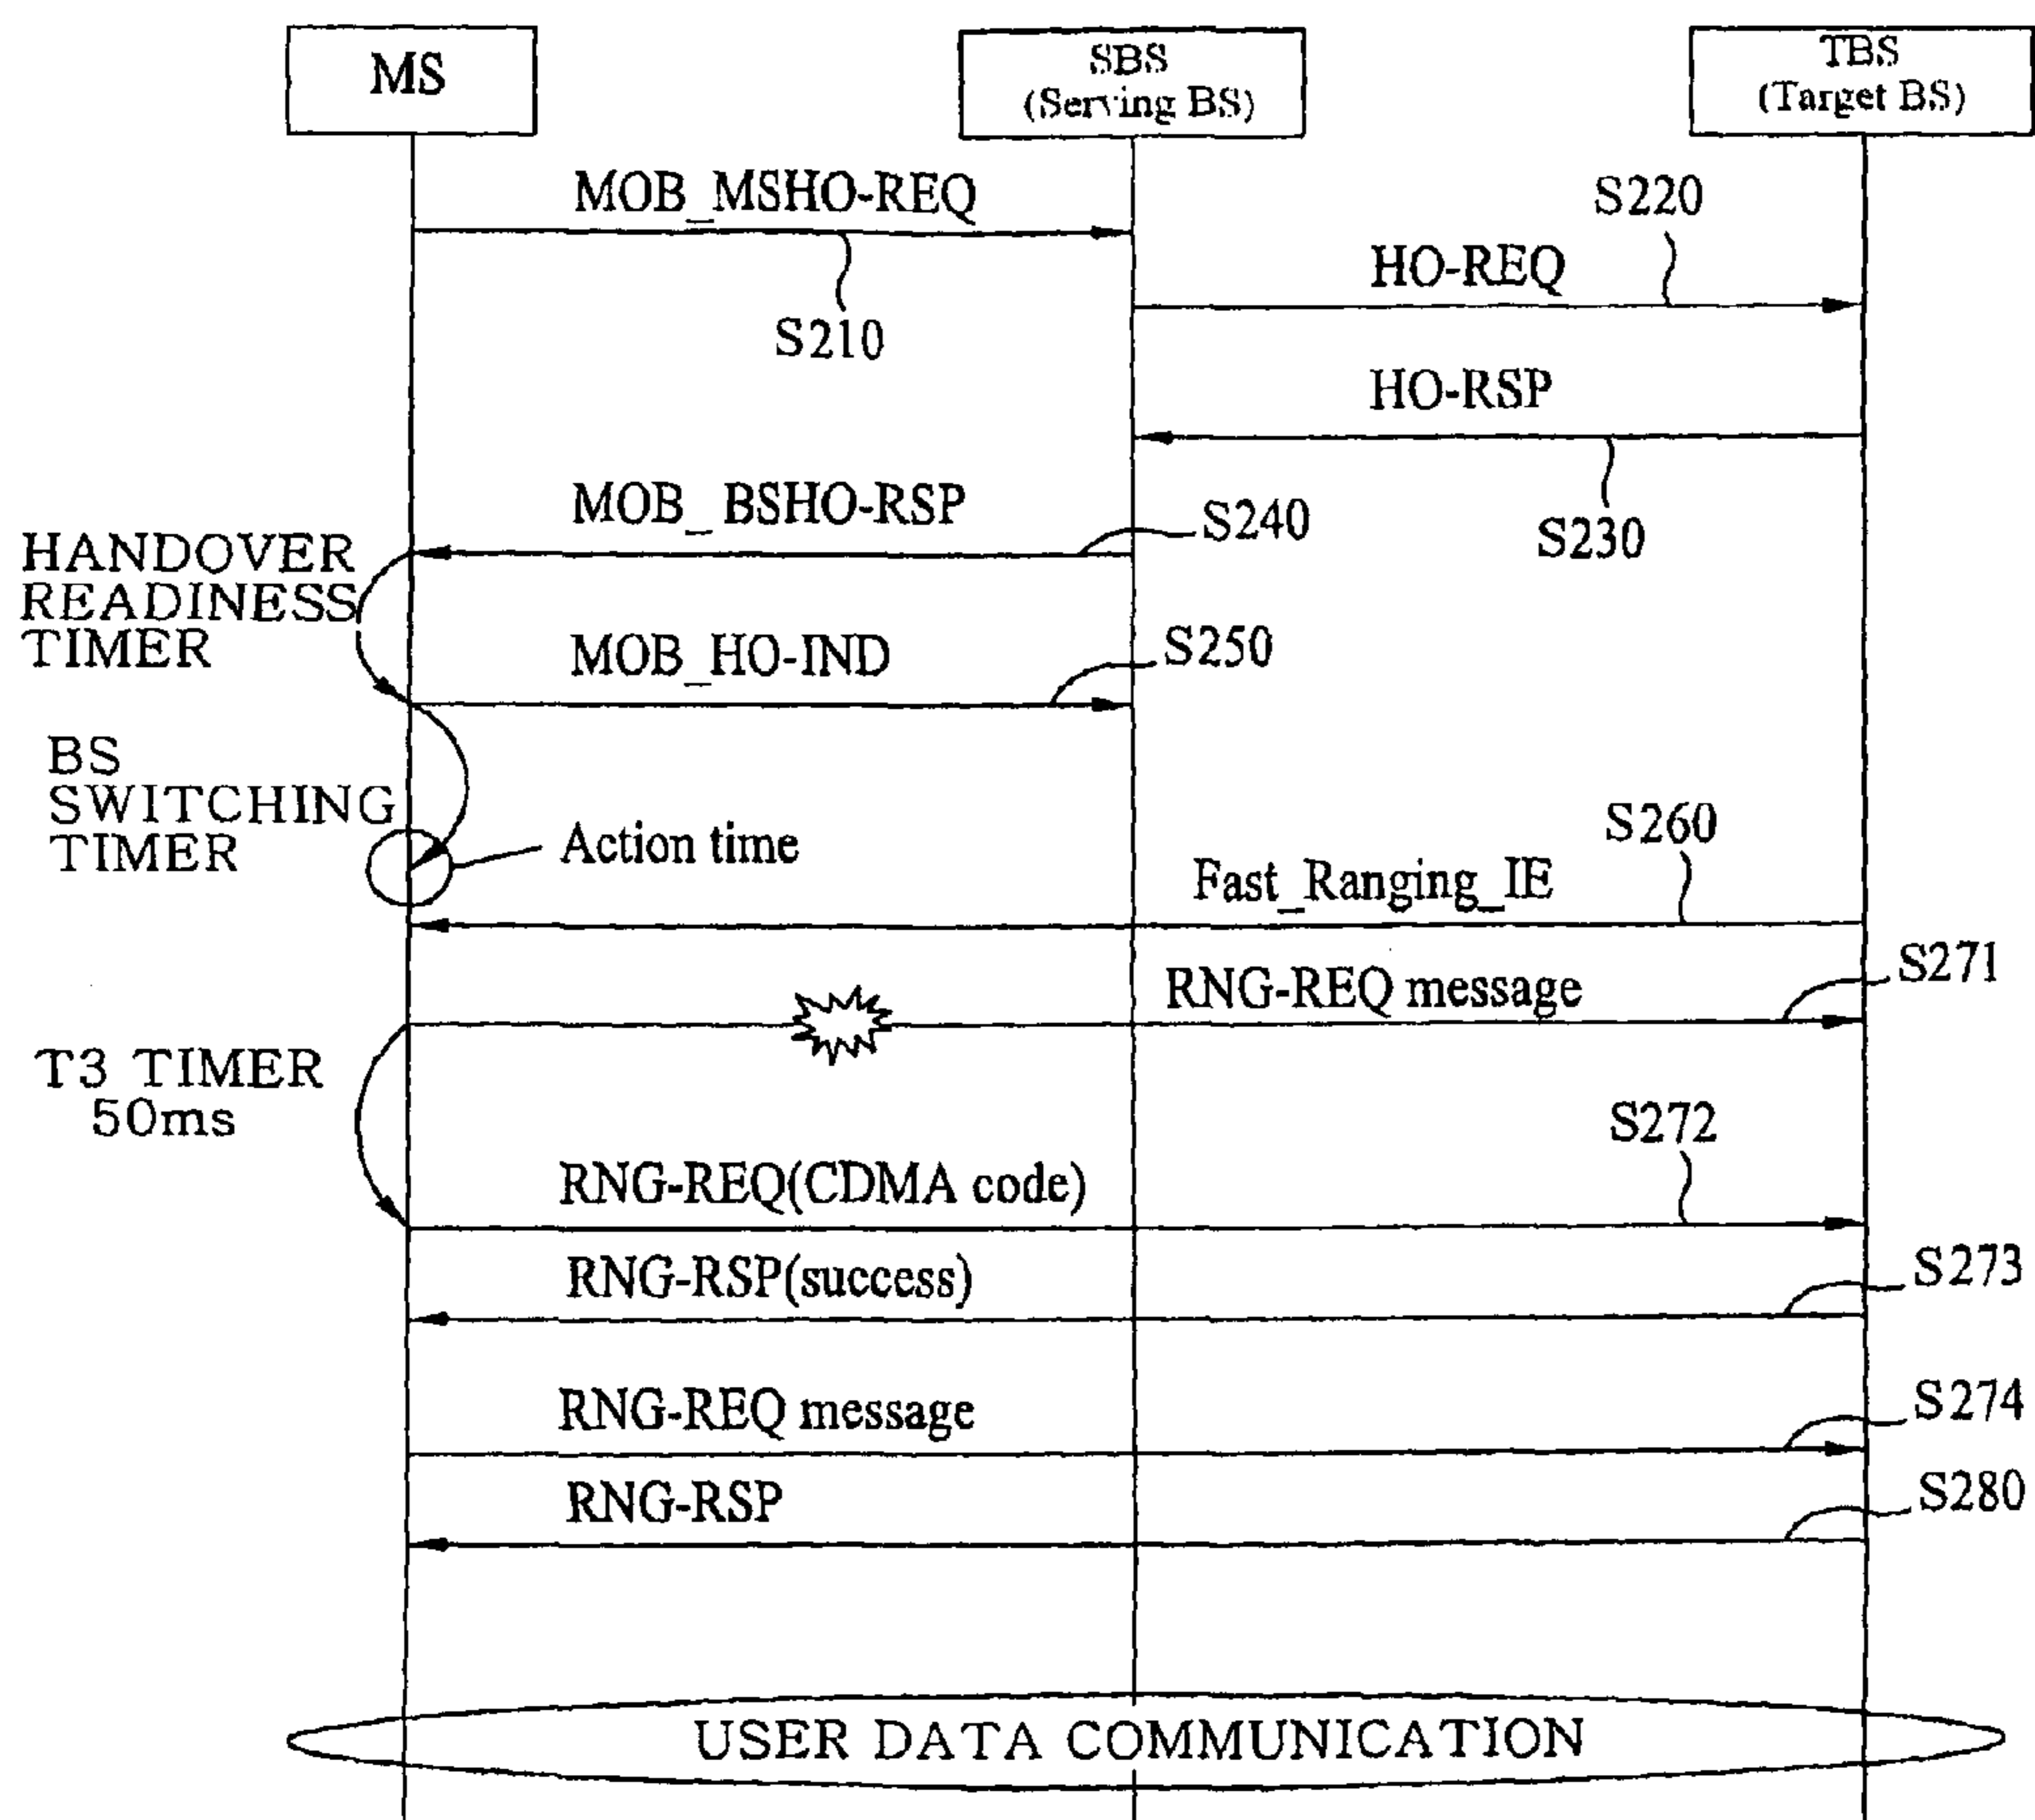 MS
SBS
(Serving BS)
TBS
(Target BS)
MOB_MSHO-REQ
S210
S220
HO-REQ
HO-RSP
S230
MOB_ BSHO-RSP
S240
HANDOVER
READINESS
TIMER
MOB_HO-IND
S250
BS
SWITCHING
TIMER
Action time
S260
Fast_Ranging_IE
RNG-REQ message
S271
T3 TIMER
50ms
S272
RNG-REQ(CDMA code)
RNG-RSP(success)
S273
RNG-REQ message
S274
RNG-RSP
S280
USER DATA COMMUNICATION